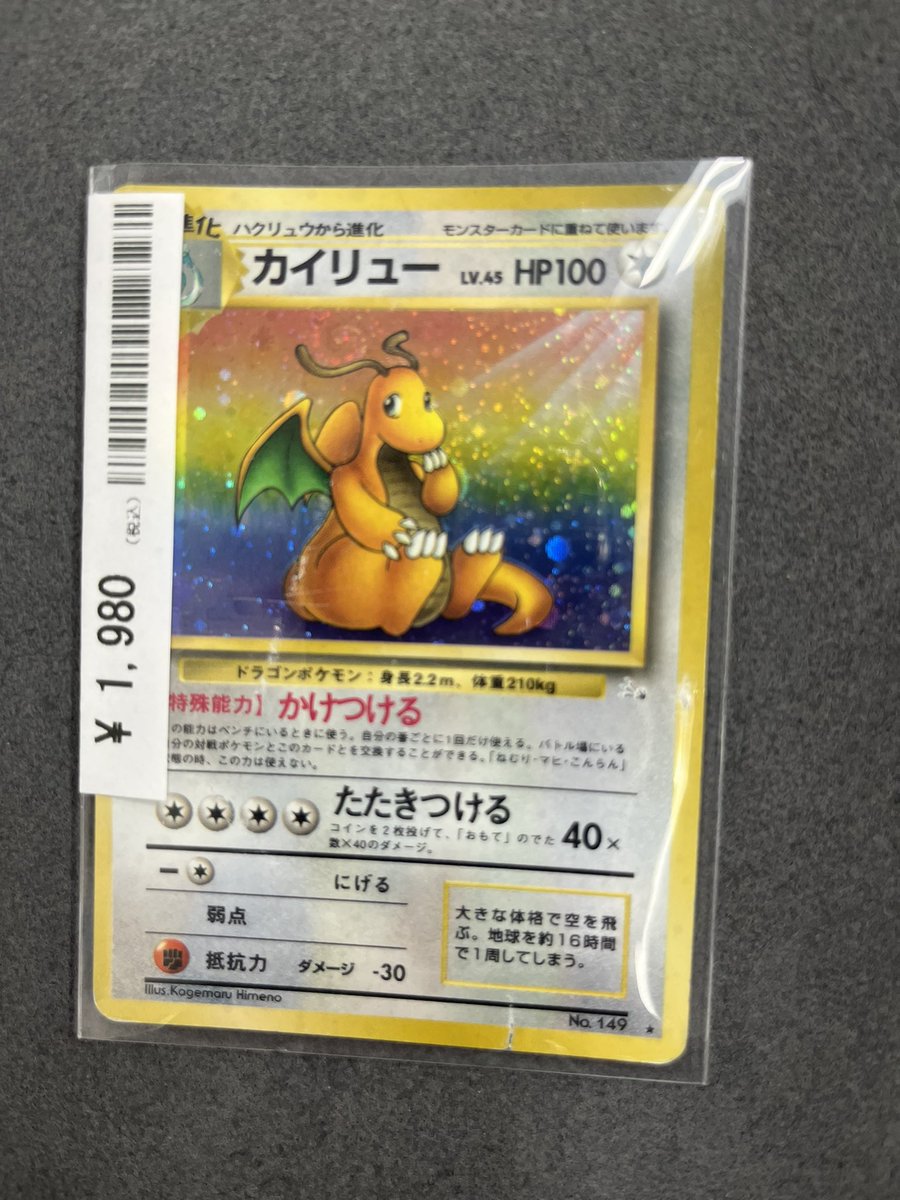 進化 ハクリュウから進化 モンスターカードに重ねて使います
カイリュー LV.45 HP100
ドラゴンポケモン：身長2.2m、体重210kg
特殊能力】 かけつける
の能力はベンチにいるときに使う。自分の番ごとに1回だけ使える。バトル場にいる
分の対戦ポケモンとこのカードとを交換することができる。「ねむり・マヒ・こんらん」
状態の時、この力は使えない。
たたきつける
コインを2枚投げて、「おもて」のでた
数×40のダメージ。
40×
にげる
弱点
抵抗力 ダメージ -30
大きな体格で空を飛
ぶ。地球を約16時間
で1周してしまう。
Illus.Kagemaru Himeno
No. 149 ★
¥ 1,980 (税込)